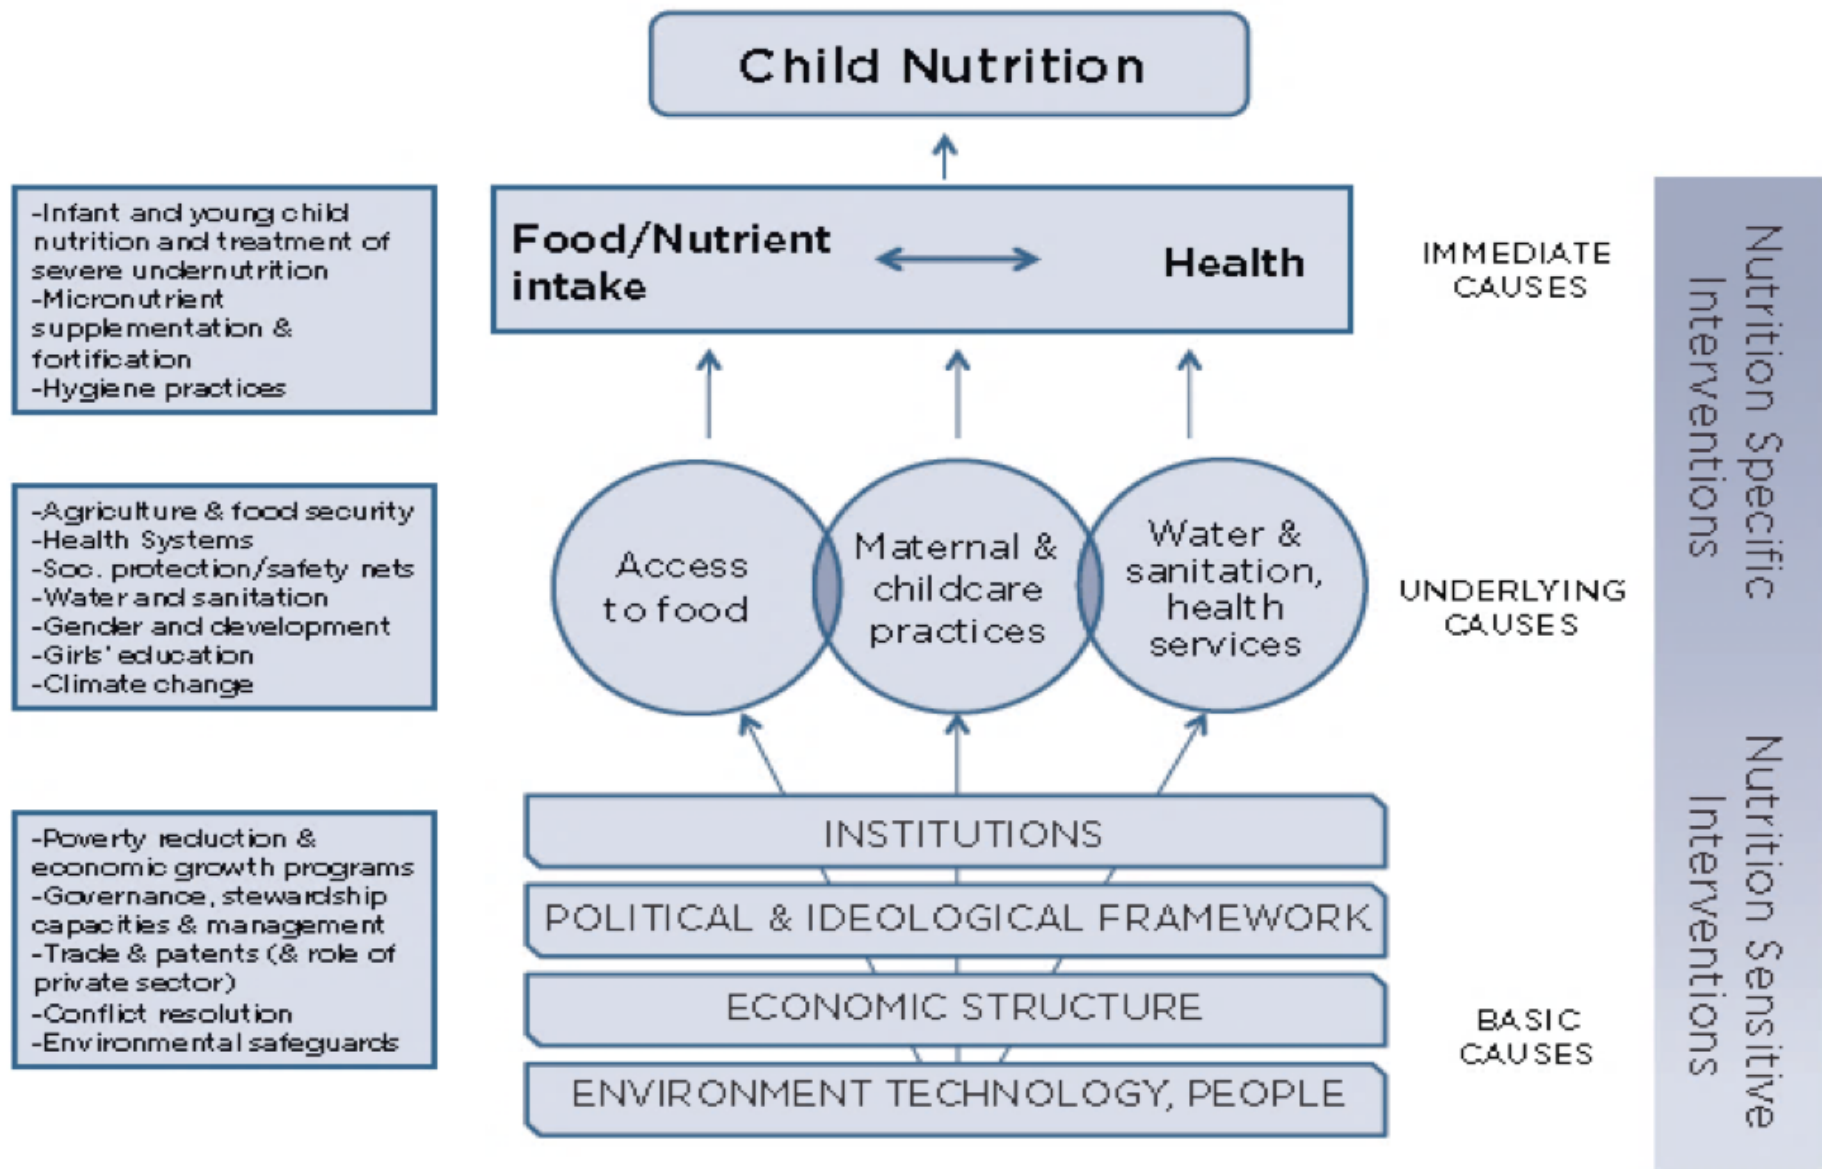 Child Nutrition
-Infant and young child
nutrition and treatment of
severe undernutrition
-Micronutrient
supplementation &
fortification
-Hygiene practices
Food/Nutrient
intake
Health
IMMEDIATE
CAUSES
-Agriculture & food security
-Health Systems
-Soc. protection/safety nets
-Water and sanitation
-Gender and development
-Girls' education
-Climate change
Access
to food
Maternal &
childcare
practices
Water &
sanitation,
health
services
UNDERLYING
CAUSES
-Poverty reduction &
economic growth programs
-Governance, stewardship
capacities & management
-Trade & patents (& role of
private sector)
-Conflict resolution
-Environmental safeguards
INSTITUTIONS
POLITICAL & IDEOLOGICAL FRAMEWORK
ECONOMIC STRUCTURE
ENVIRONMENT TECHNOLOGY, PEOPLE
BASIC
CAUSES
Nutrition Specific
Interventions
Nutrition Sensitive
Interventions